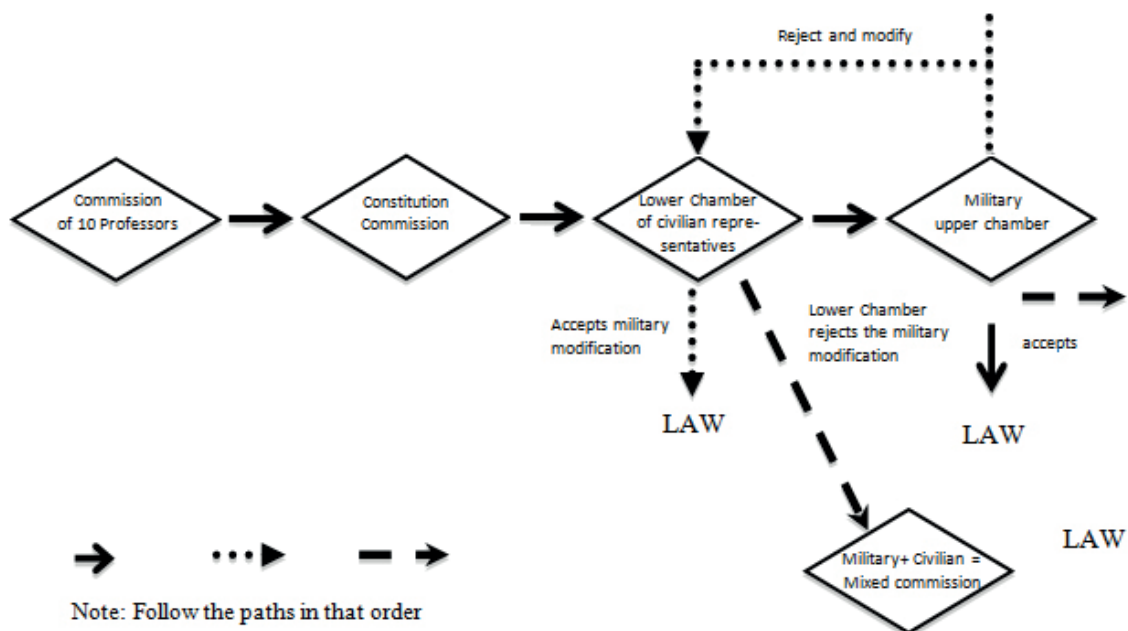 Reject and modify
Commission
of 10 Professors
Constitution
Commission
Lower Chamber
of civilian repre-
sentatives
Military
upper chamber
Accepts military
modification
Lower Chamber
rejects the military
modification
accepts
LAW
LAW
LAW
Military+ Civilian =
Mixed commission
Note: Follow the paths in that order